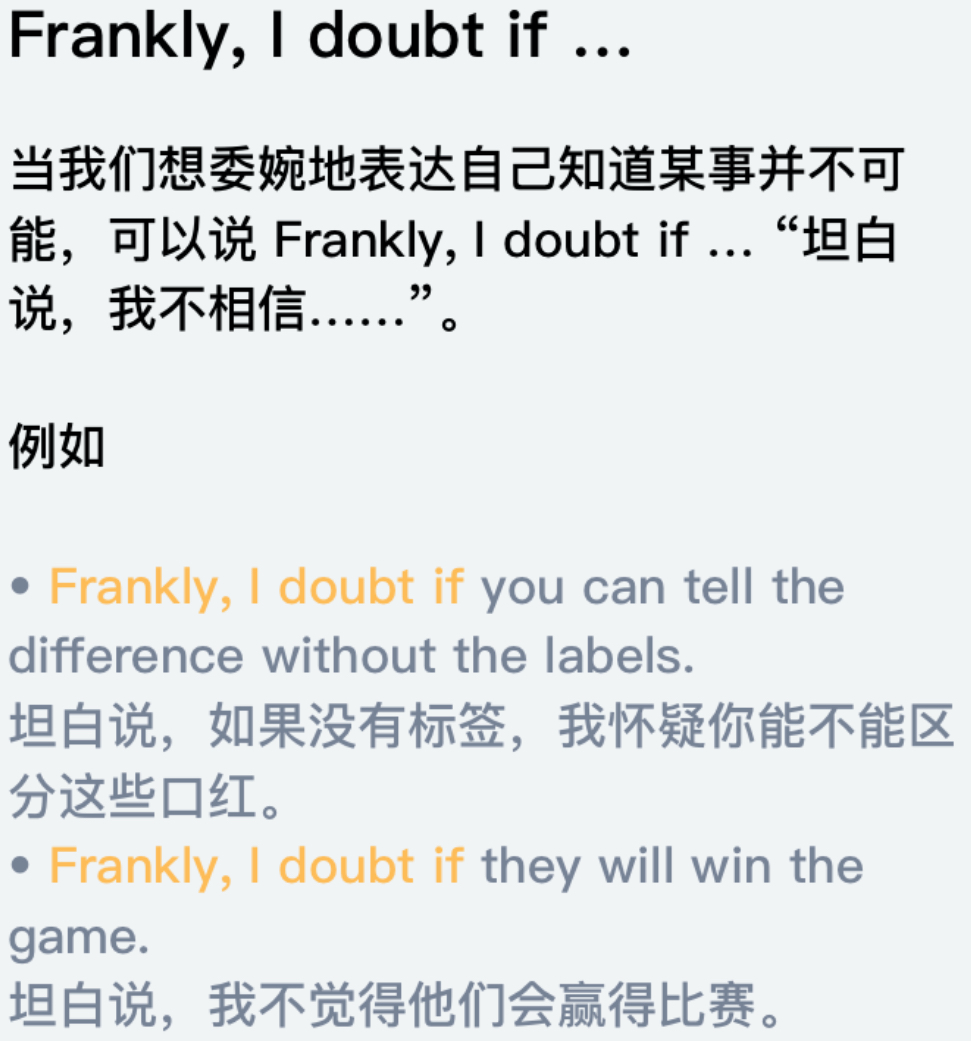 Frankly, I doubt if …
当我们想委婉地表达自己知道某事并不可
能，可以说 Frankly, I doubt if … “坦白
说，我不相信……”。
例如
• Frankly, I doubt if you can tell the
difference without the labels.
坦白说，如果没有标签，我怀疑你能不能区
分这些口红。
• Frankly, I doubt if they will win the
game.
坦白说，我不觉得他们会赢得比赛。